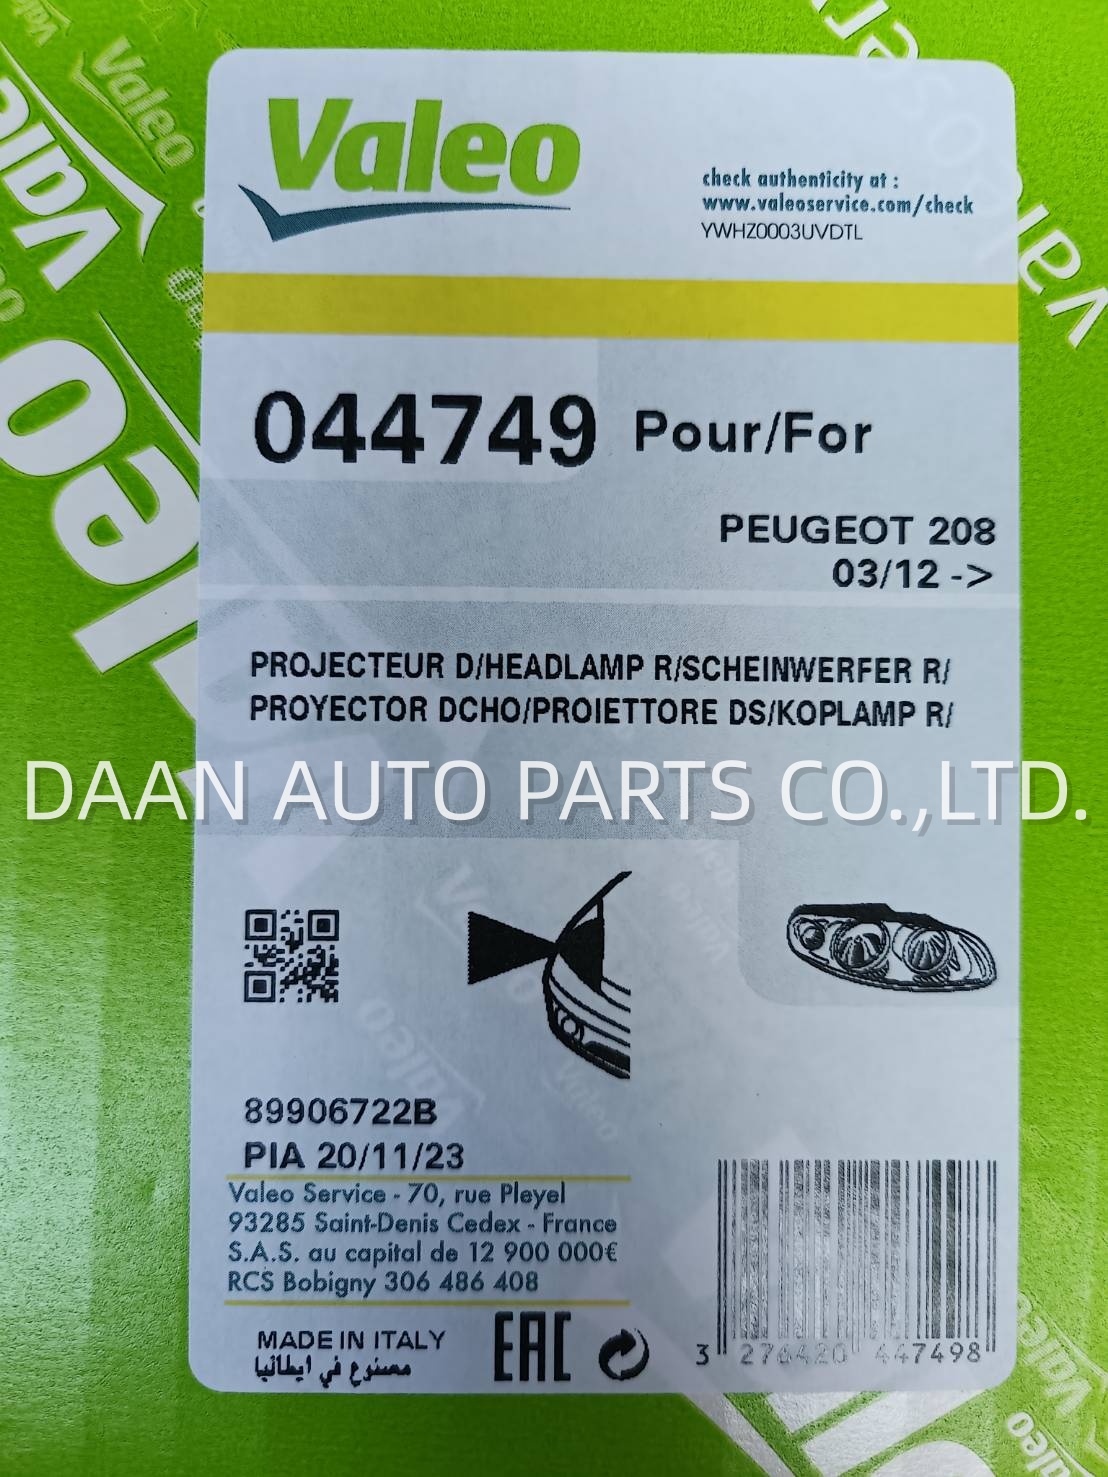 Valeo
check authenticity at :
www.valeoservice.com/check
YWHZ0003UVDTL
044749 Pour/For
PEUGEOT 208
03/12 ->
PROJECTEUR D/HEADLAMP R/SCHEINWERFER R/
PROYECTOR DCHO/PROIETTORE DS/KOPLAMP R/
DAAN AUTO PARTS CO.,LTD.
89906722B
PIA 20/11/23
Valeo Service - 70, rue Pleyel
93285 Saint-Denis Cedex - France
S.A.S. au capital de 12 900 000€
RCS Bobigny 306 486 408
MADE IN ITALY
مصنوع في ايطاليا
EAC
3 276420 447498